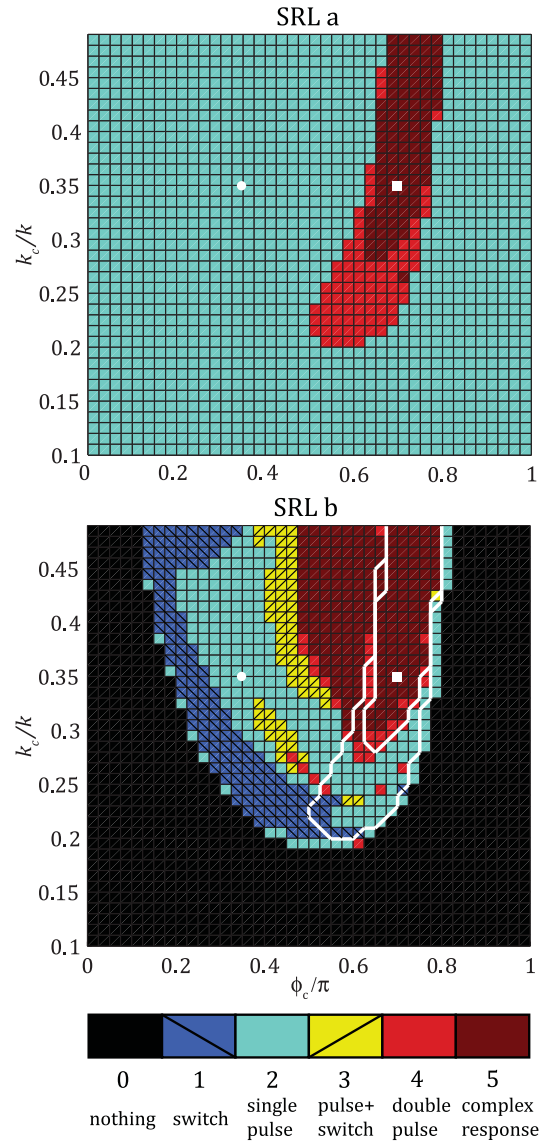 SRL a
0.45
0.4
0.35
0.3
0.25
0.2
0.15
0.1
k_c/k
0 0.2 0.4 0.6 0.8 1
SRL b
0.45
0.4
0.35
0.3
0.25
0.2
0.15
0.1
k_c/k
0 0.2 0.4 0.6 0.8 1
ϕ_c/π
0 1 2 3 4 5
nothing switch single pulse+ double complex
pulse switch pulse response